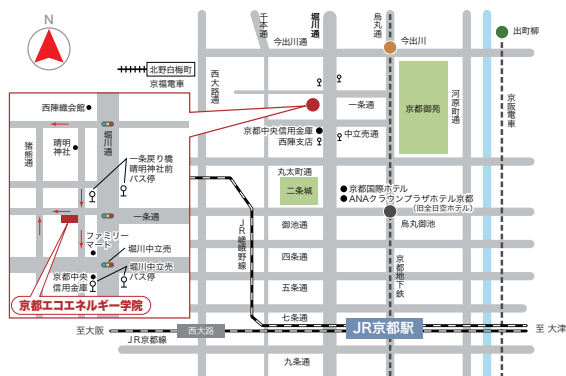 N
千本通
堀川通
烏丸通
今出川通
今出川
出町柳
北野白梅町
京福電車
西大路通
一条通
京都御苑
河原町通
京阪電車
京都中央信用金庫
西陣支店
中立売通
丸太町通
二条城
京都国際ホテル
ANAクラウンプラザホテル京都
(旧全日空ホテル)
烏丸御池
御池通
JR嵯峨野線
四条通
京都地下鉄
五条通
七条通
JR京都駅
至 大津
至大阪
西大路
JR京都線
九条通
西陣織会館
堀川通
猪熊通
晴明
神社
一条戻り橋
晴明神社前
バス停
一条通
ファミリー
マート
堀川中立売
堀川中立売
バス停
京都中央
信用金庫
京都エコエネルギー学院